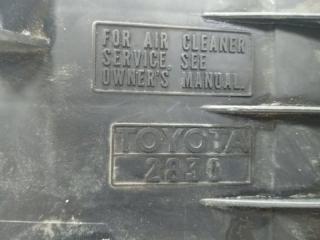 FOR AIR CLEANER
SERVICE, SEE
OWNER'S MANUAL.
TOYOTA
2830